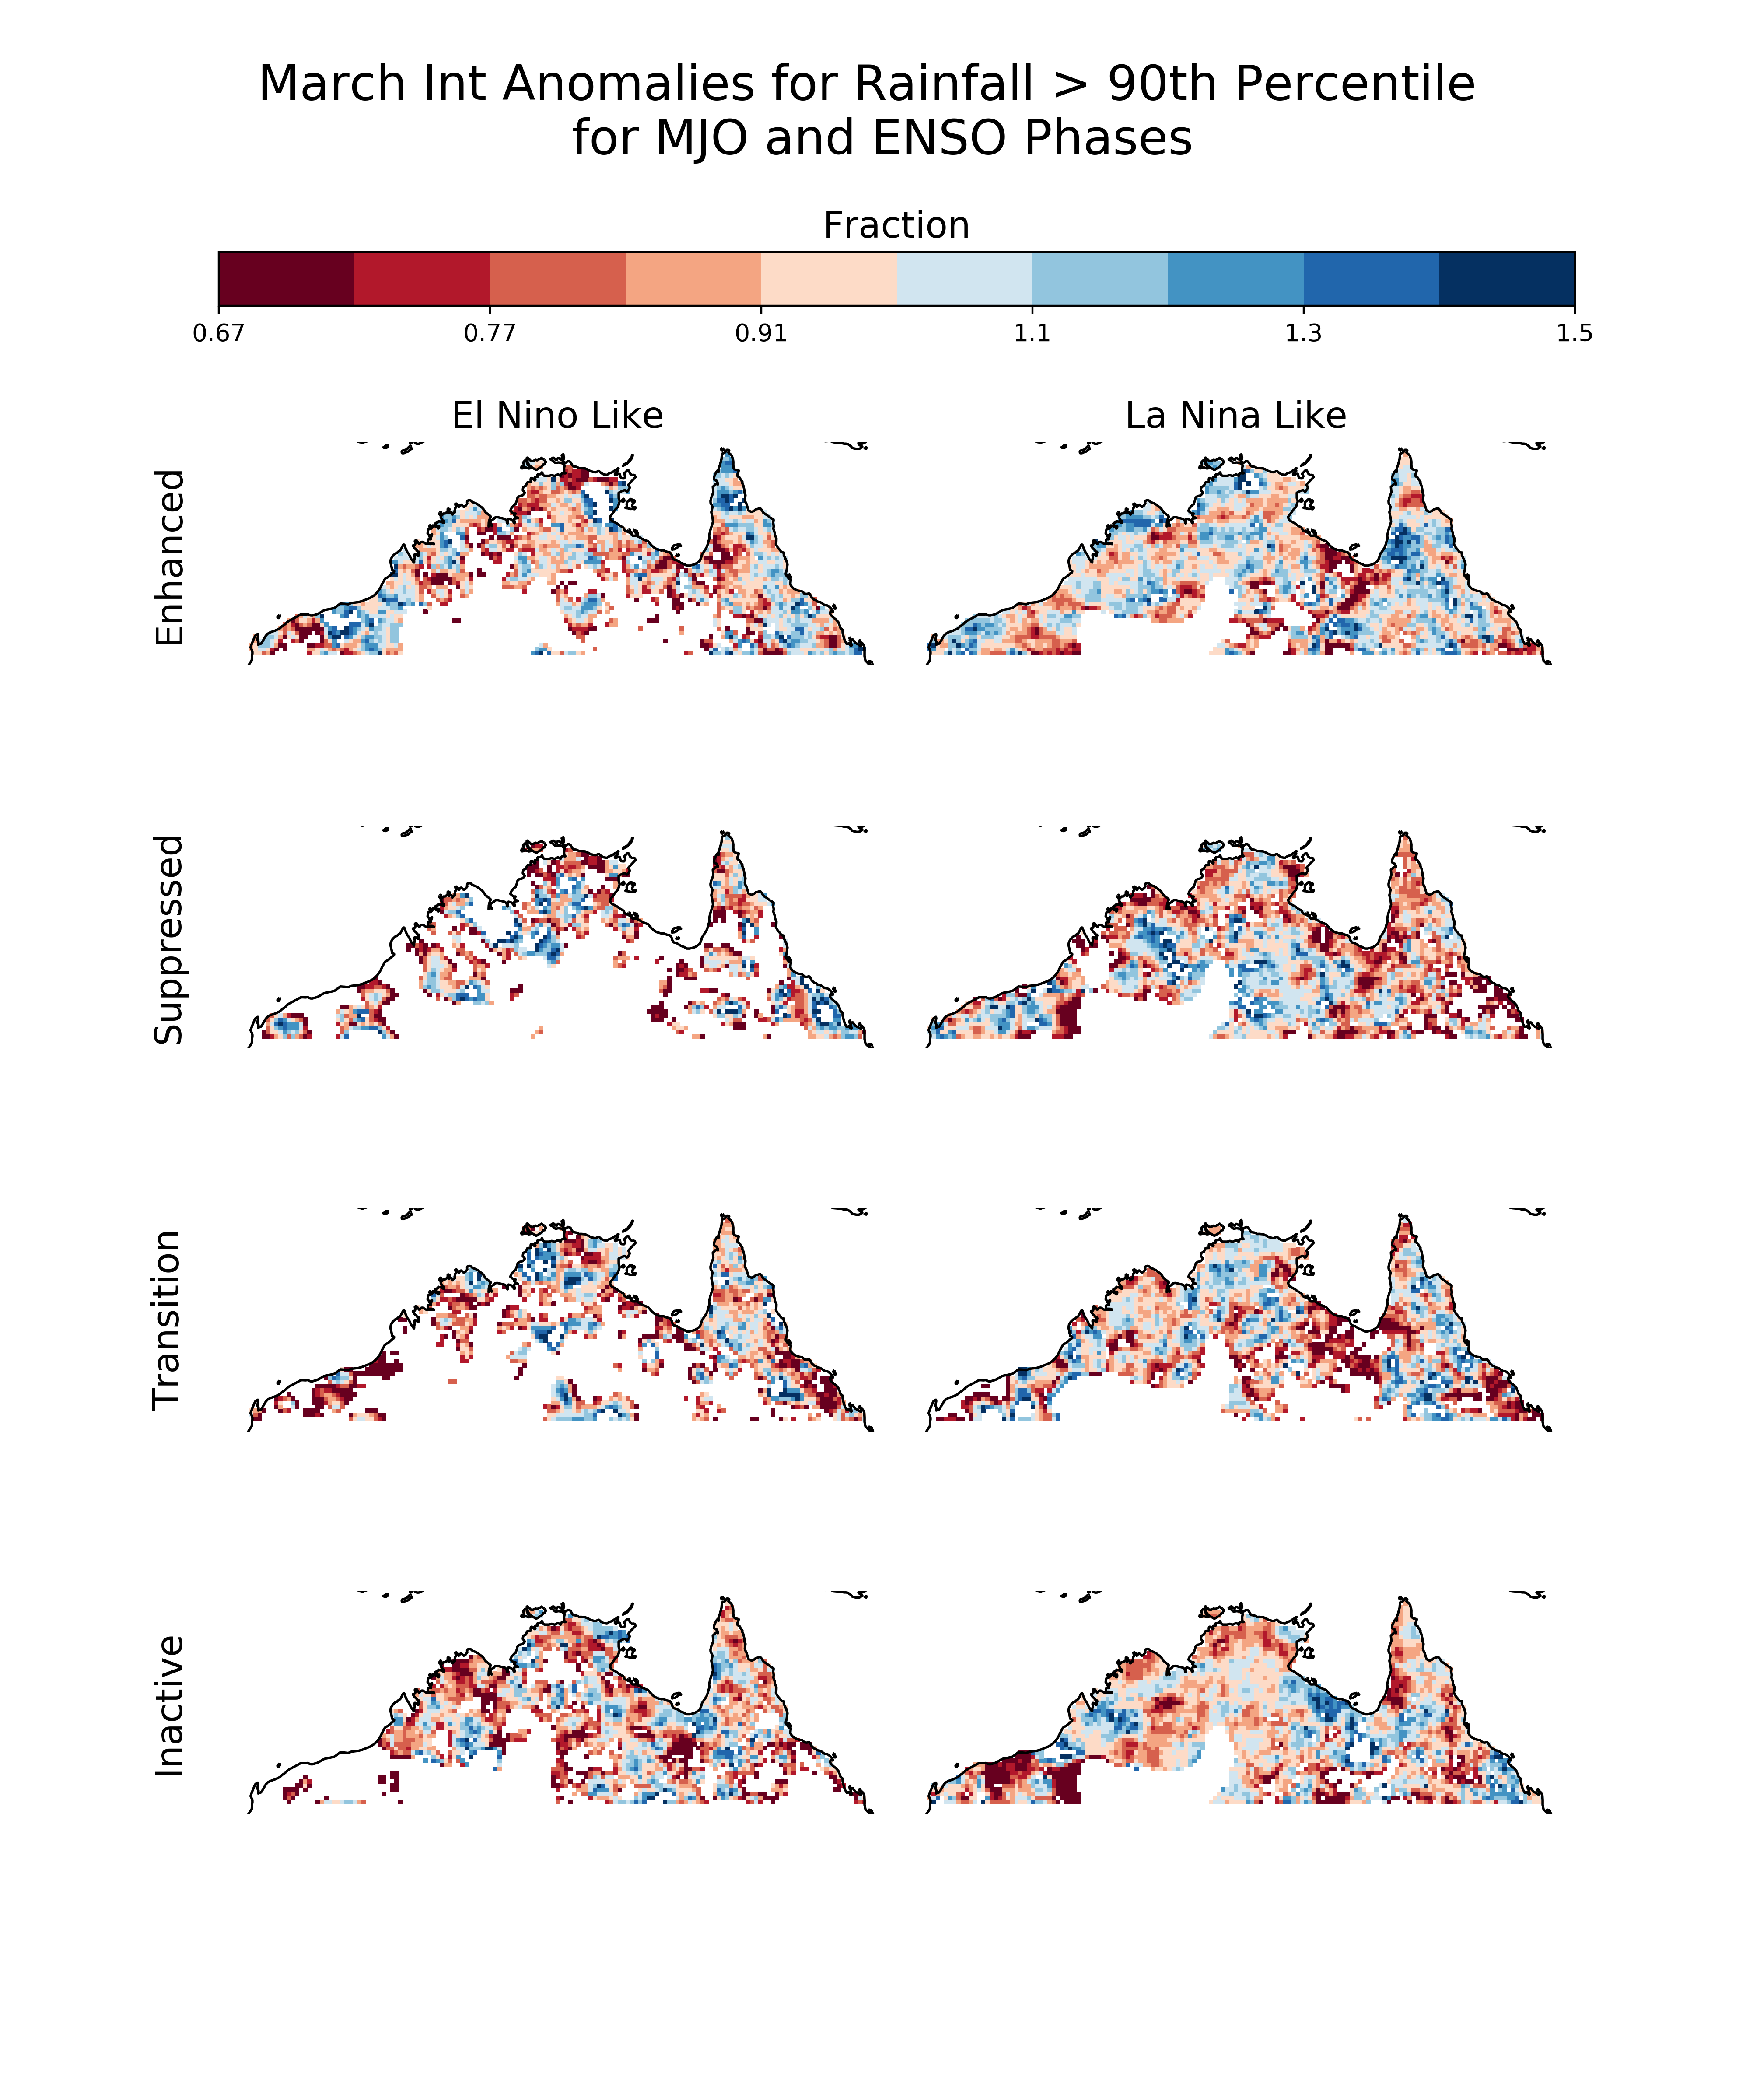 March Int Anomalies for Rainfall > 90th Percentile
for MJO and ENSO Phases
Fraction
0.67 0.77 0.91 1.1 1.3 1.5
El Nino Like La Nina Like
Enhanced
Suppressed
Transition
Inactive